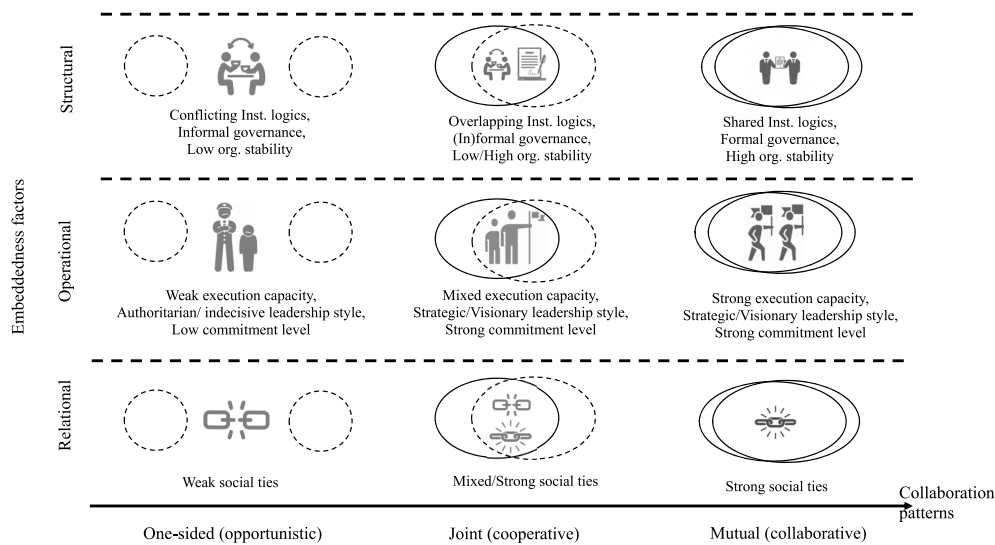 Embeddedness factors
Structural
Conflicting Inst. logics,
Informal governance,
Low org. stability
Overlapping Inst. logics,
(In)formal governance,
Low/High org. stability
Shared Inst. logics,
Formal governance,
High org. stability
Operational
Weak execution capacity,
Authoritarian/ indecisive leadership style,
Low commitment level
Mixed execution capacity,
Strategic/Visionary leadership style,
Strong commitment level
Strong execution capacity,
Strategic/Visionary leadership style,
Strong commitment level
Relational
Weak social ties
Mixed/Strong social ties
Strong social ties
Collaboration
patterns
One-sided (opportunistic)
Joint (cooperative)
Mutual (collaborative)